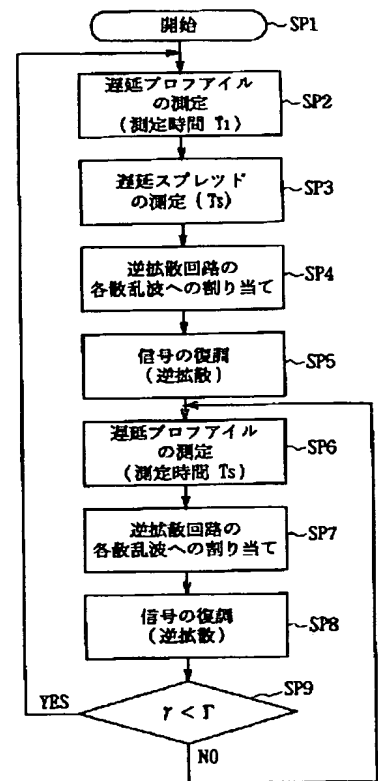 開始
SP1
遅延プロファイル
の測定
(測定時間 T1)
SP2
遅延スプレッド
の測定 (Ts)
SP3
逆拡散回路の
各散乱波への割り当て
SP4
信号の復調
(逆拡散)
SP5
遅延プロファイル
の測定
(測定時間 Ts)
SP6
逆拡散回路の
各散乱波への割り当て
SP7
信号の復調
(逆拡散)
SP8
SP9
YES
γ < Γ
NO